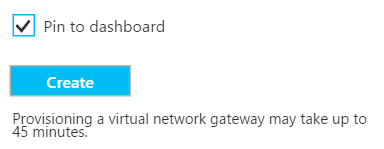 Pin to dashboard
Create
Provisioning a virtual network gateway may take up to
45 minutes.